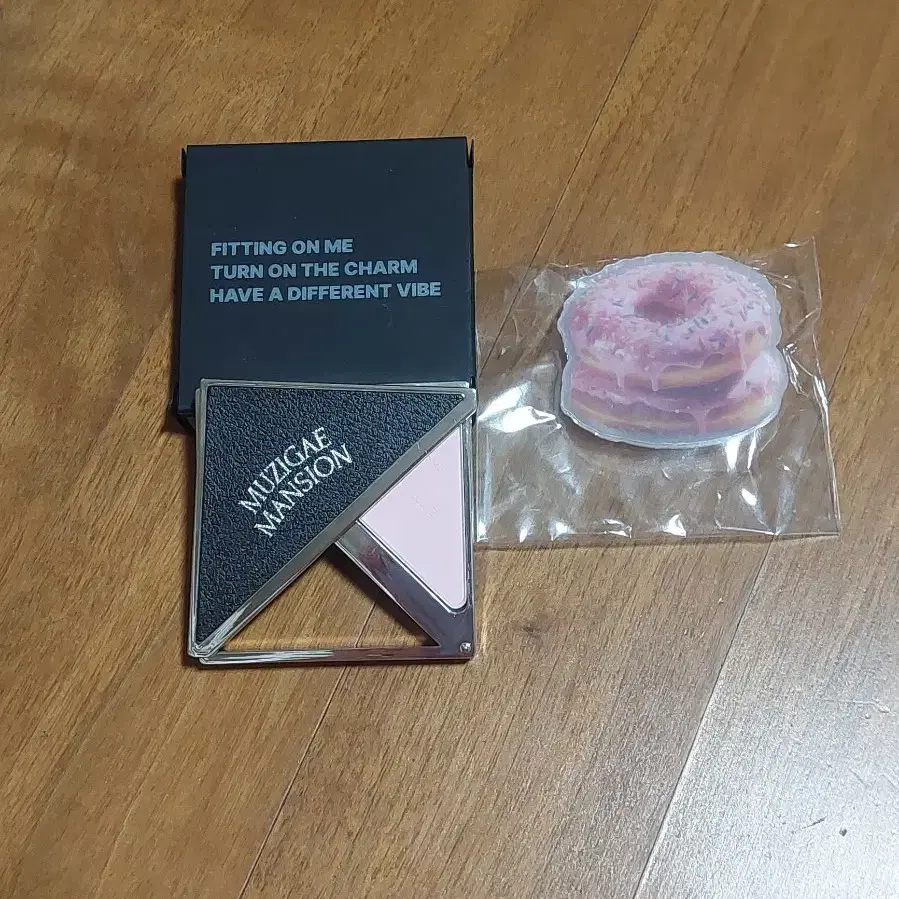 FITTING ON ME
TURN ON THE CHARM
HAVE A DIFFERENT VIBE
MUZIGAE
MANSION